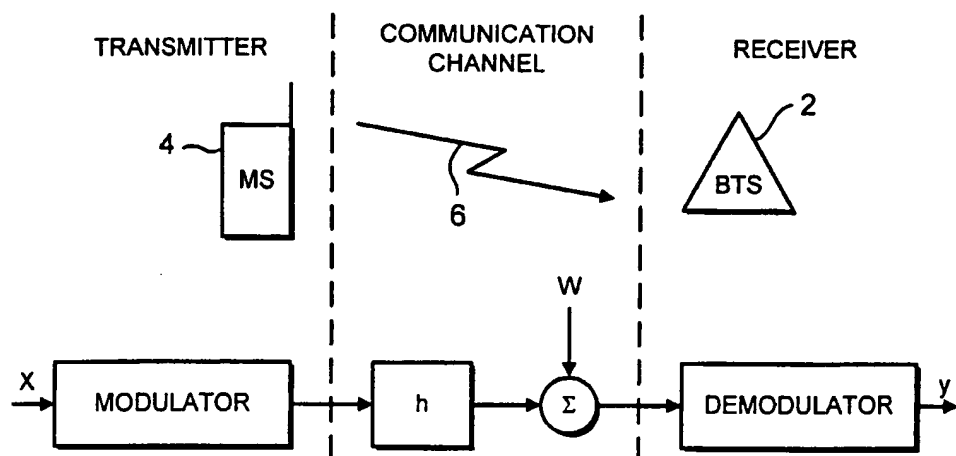 TRANSMITTER
COMMUNICATION
CHANNEL
RECEIVER
4
MS
6
2
BTS
W
X
MODULATOR
h
Σ
DEMODULATOR
y